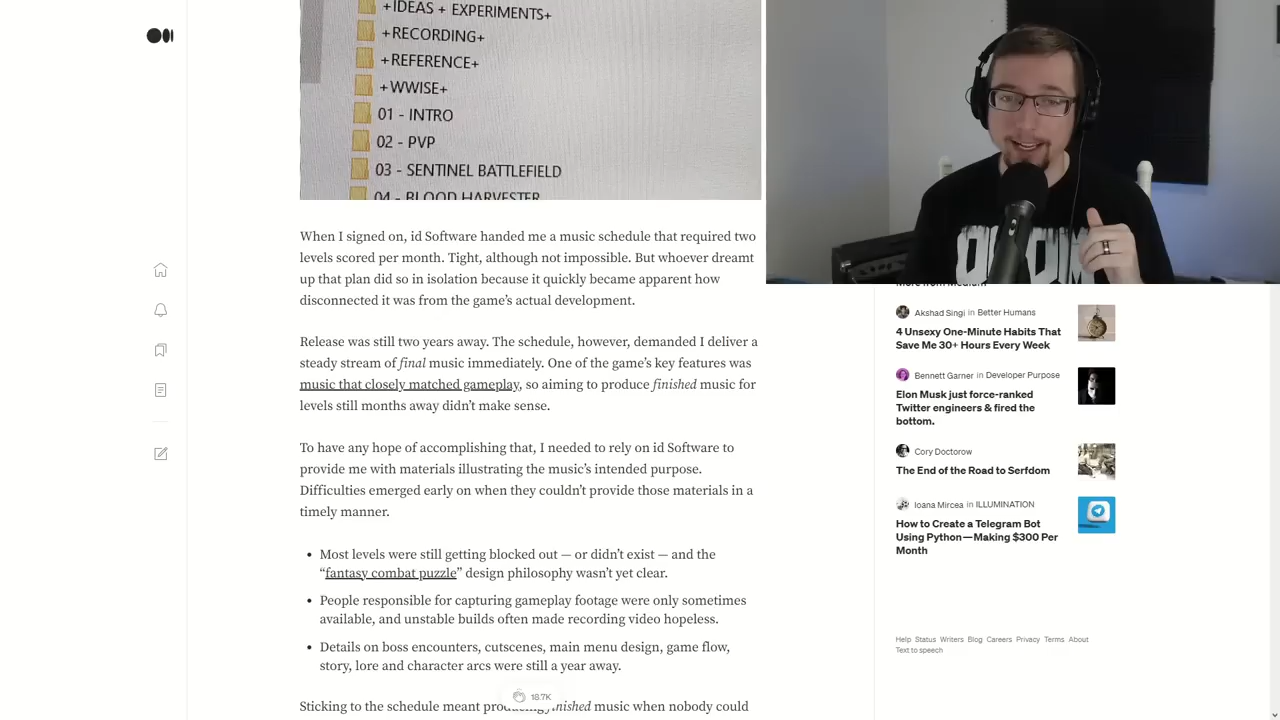 +IDEAS + EXPERIMENTS+
+RECORDING+
+REFERENCE+
+WWISE+
01 - INTRO
02 - PVP
03 - SENTINEL BATTLEFIELD
04 - BLOOD HARVESTER
When I signed on, id Software handed me a music schedule that required two
levels scored per month. Tight, although not impossible. But whoever dreamt
up that plan did so in isolation because it quickly became apparent how
disconnected it was from the game’s actual development.
Release was still two years away. The schedule, however, demanded I deliver a
steady stream of final music immediately. One of the game’s key features was
music that closely matched gameplay, so aiming to produce finished music for
levels still months away didn’t make sense.
To have any hope of accomplishing that, I needed to rely on id Software to
provide me with materials illustrating the music’s intended purpose.
Difficulties emerged early on when they couldn’t provide those materials in a
timely manner.
• Most levels were still getting blocked out — or didn’t exist — and the
“fantasy combat puzzle” design philosophy wasn’t yet clear.
• People responsible for capturing gameplay footage were only sometimes
available, and unstable builds often made recording video hopeless.
• Details on boss encounters, cutscenes, main menu design, game flow,
story, lore and character arcs were still a year away.
Sticking to the schedule meant producing finished music when nobody could
18.7K
DOOM
More from Medium
Akshad Singi in Better Humans
4 Unsexy One-Minute Habits That
Save Me 30+ Hours Every Week
Bennett Garner in Developer Purpose
Elon Musk just force-ranked
Twitter engineers & fired the
bottom.
Cory Doctorow
The End of the Road to Serfdom
Ioana Mircea in ILLUMINATION
How to Create a Telegram Bot
Using Python—Making $300 Per
Month
Help Status Writers Blog Careers Privacy Terms About
Text to speech